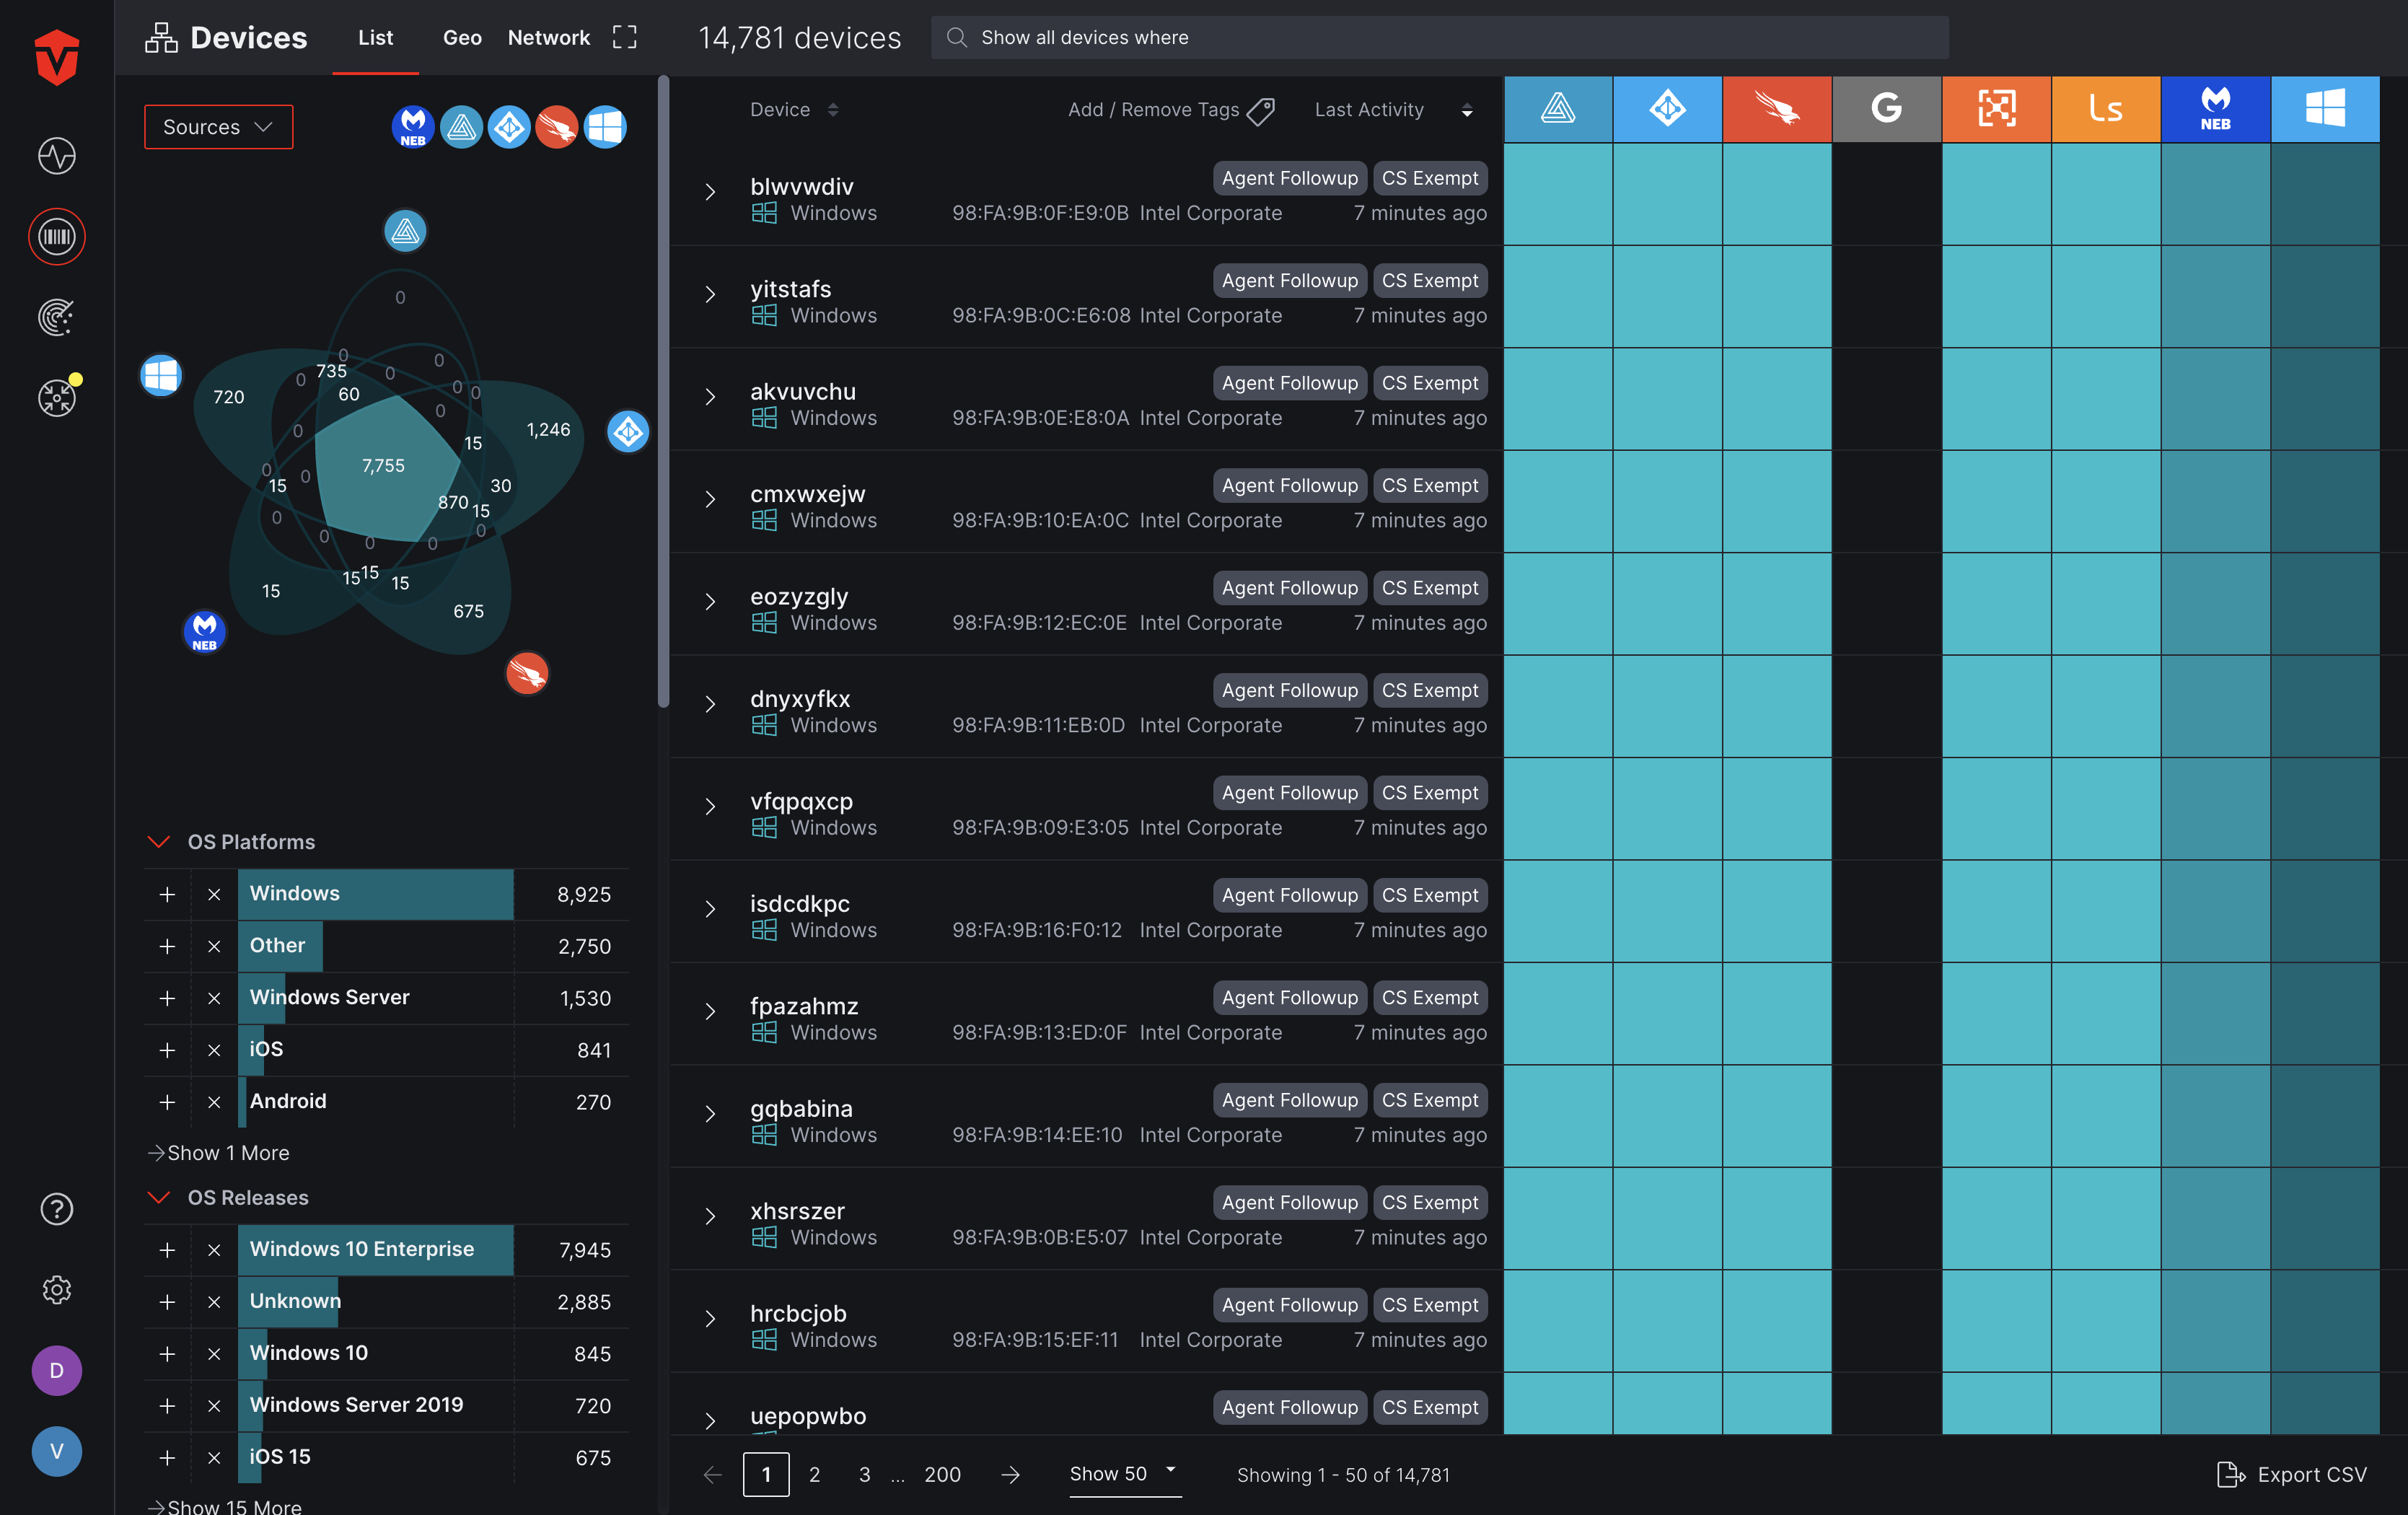 Devices
List
Geo
Network
14,781 devices
Show all devices where
Sources
NEB
0
0
0
735
0
0
0
0
60
720
0
15
1,246
0
7,755
0
0
15
30
870
15
0
0
0
0
0
15
15
15
15
675
NEB
OS Platforms
Windows 8,925
Other 2,750
Windows Server 1,530
iOS 841
Android 270
Show 1 More
OS Releases
Windows 10 Enterprise 7,945
Unknown 2,885
Windows 10 845
Windows Server 2019 720
iOS 15 675
Show 15 More
D
V
Device Add / Remove Tags Last Activity G Ls NEB
blwvwdiv Agent Followup CS Exempt
Windows 98:FA:9B:0F:E9:0B Intel Corporate 7 minutes ago
yitstafs Agent Followup CS Exempt
Windows 98:FA:9B:0C:E6:08 Intel Corporate 7 minutes ago
akvuvchu Agent Followup CS Exempt
Windows 98:FA:9B:0E:E8:0A Intel Corporate 7 minutes ago
cmxwxejw Agent Followup CS Exempt
Windows 98:FA:9B:10:EA:0C Intel Corporate 7 minutes ago
eozyzgly Agent Followup CS Exempt
Windows 98:FA:9B:12:EC:0E Intel Corporate 7 minutes ago
dnyxyfkx Agent Followup CS Exempt
Windows 98:FA:9B:11:EB:0D Intel Corporate 7 minutes ago
vfqpqxcp Agent Followup CS Exempt
Windows 98:FA:9B:09:E3:05 Intel Corporate 7 minutes ago
isdcdkpc Agent Followup CS Exempt
Windows 98:FA:9B:16:F0:12 Intel Corporate 7 minutes ago
fpazahmz Agent Followup CS Exempt
Windows 98:FA:9B:13:ED:0F Intel Corporate 7 minutes ago
gqbabina Agent Followup CS Exempt
Windows 98:FA:9B:14:EE:10 Intel Corporate 7 minutes ago
xhsrszer Agent Followup CS Exempt
Windows 98:FA:9B:0B:E5:07 Intel Corporate 7 minutes ago
hrcbcjob Agent Followup CS Exempt
Windows 98:FA:9B:15:EF:11 Intel Corporate 7 minutes ago
uepopwbo Agent Followup CS Exempt
1 2 3 ... 200 Show 50 Showing 1 - 50 of 14,781 Export CSV